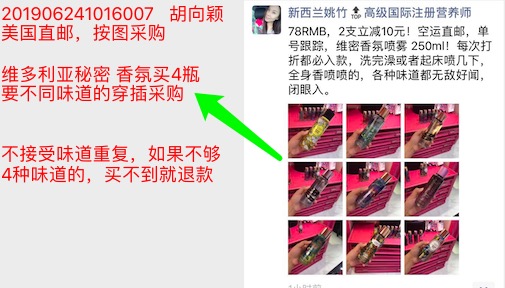 201906241016007 胡向颖
美国直邮，按图采购
维多利亚秘密 香氛买4瓶
要不同味道的穿插采购
不接受味道重复，如果不够
4种味道的，买不到就退款
新西兰姚竹 高级国际注册营养师
78RMB，2支立减10元！空运直邮，单
号跟踪，维密香氛喷雾 250ml！每次打
折都必入款，洗完澡或者起床喷几下，
全身香喷喷的，各种味道都无敌好闻，
闭眼入。
1小时前